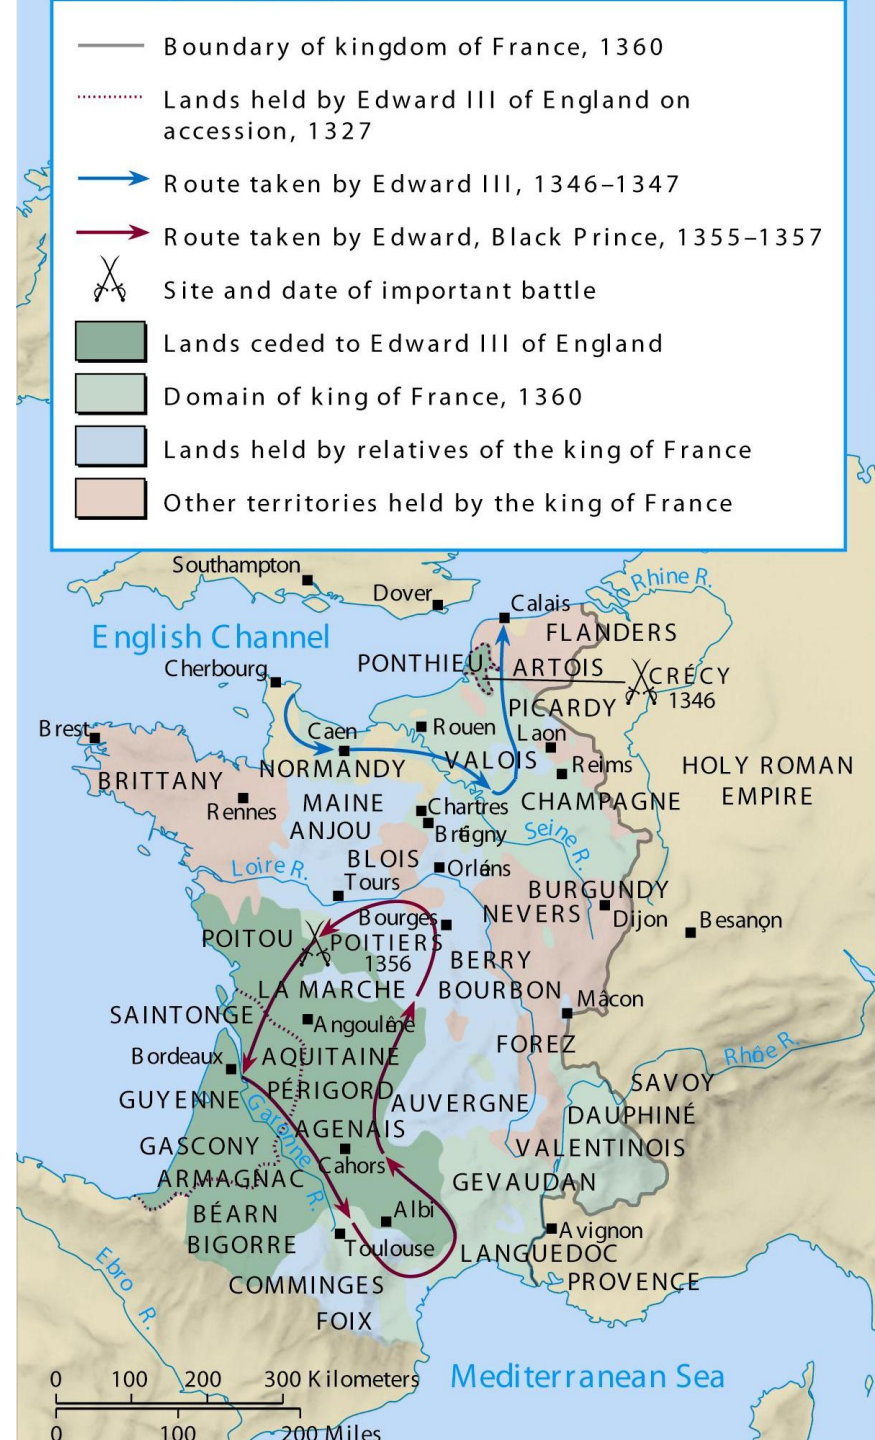 Boundary of kingdom of France, 1360
Lands held by Edward III of England on
accession, 1327
Route taken by Edward III, 1346–1347
Route taken by Edward, Black Prince, 1355–1357
Site and date of important battle
Lands ceded to Edward III of England
Domain of king of France, 1360
Lands held by relatives of the king of France
Other territories held by the king of France
Southampton
Dover
Rhine R.
Calais
English Channel
FLANDERS
Cherbourg
PONTHIEU
ARTOIS
CRÉCY
1346
PICARDY
Brest
Caen
Rouen
Laon
VALOIS
Reims
HOLY ROMAN
EMPIRE
NORMANDY
BRITTANY
Rennes
MAINE
ANJOU
Chartres
CHAMPAGNE
Brétigny
Seine R.
BLOIS
Loire R.
Orláns
Tours
BURGUNDY
Bourges
NEVERS
Dijon
Besançon
POITOU
POITIERS
1356
BERRY
LA MARCHE
BOURBON
Mâcon
SAINTONGE
Angoulême
FOREZ
Rhôe R.
Bordeaux
AQUITAINE
SAVOY
GUYENNE
PÉRIGORD
AUVERGNE
DAUPHINÉ
Garonne R.
AGENAIS
GASCONY
VALENTINOIS
Cahors
ARMAGNAC
GEVAUDAN
BÉARN
Albi
Avignon
BIGORRE
Toulouse
LANGUEDOC
Ebro R.
COMMINGES
PROVENCE
FOIX
Mediterranean Sea
0 100 200 300 Kilometers
0 100 200 Miles